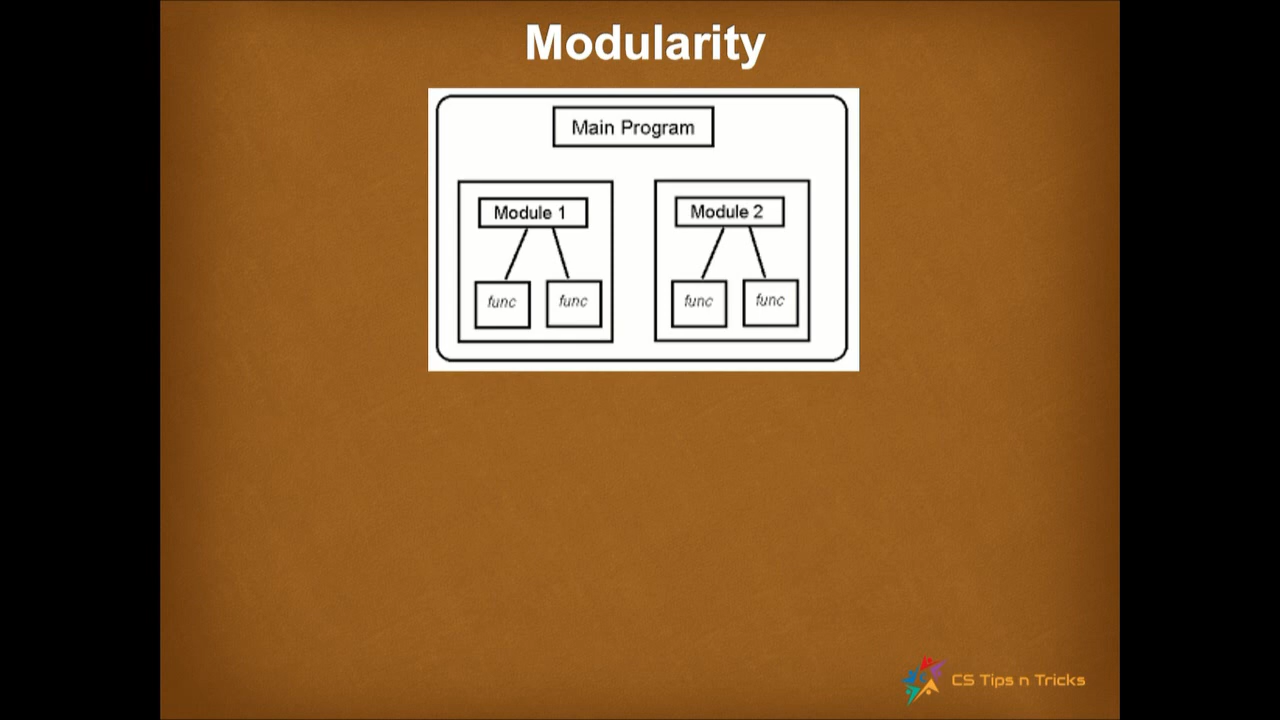 Modularity
Main Program
Module 1
Module 2
func
func
func
func
CS Tips n Tricks